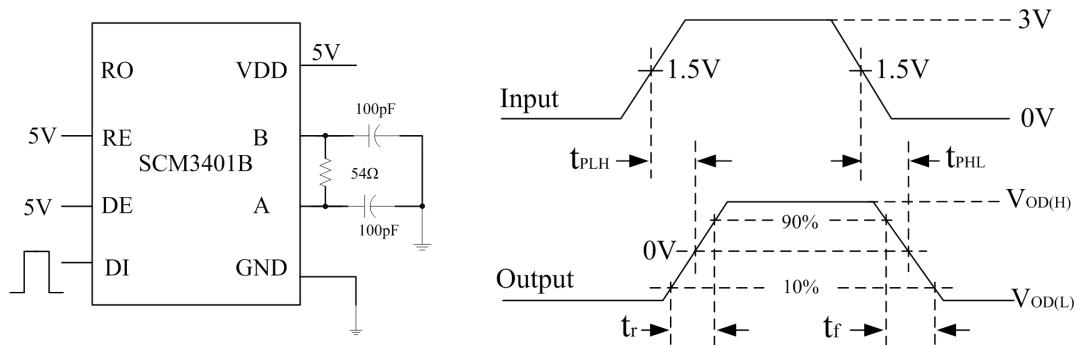 RO
VDD
5V
100pF
5V
RE
B
SCM3401B
54Ω
5V
DE
A
100pF
DI
GND
3V
1.5V
1.5V
Input
0V
tPLH
tPHL
VOD(H)
90%
0V
Output
10%
VOD(L)
tr
tf